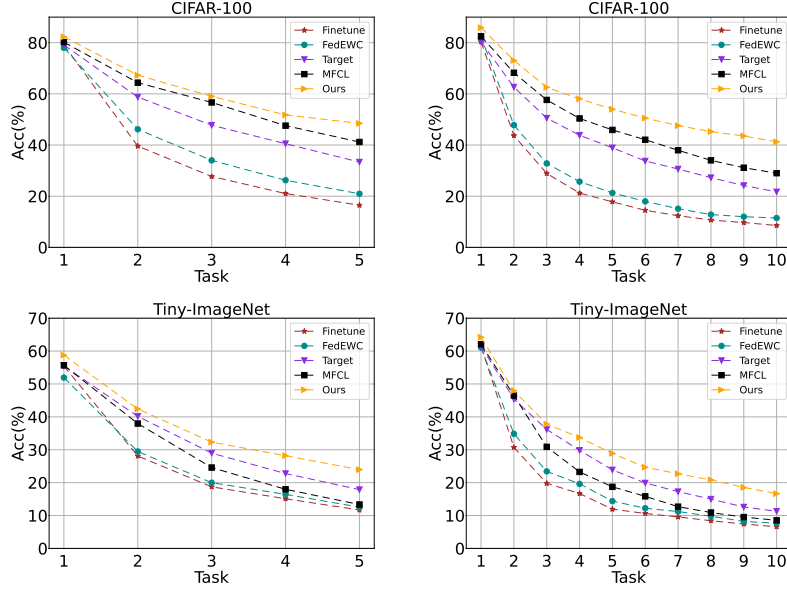 CIFAR-100
Acc(%)
80
60
40
20
0
Finetune
FedEWC
Target
MFCL
Ours
1 2 3 4 5
Task
CIFAR-100
Acc(%)
80
60
40
20
0
Finetune
FedEWC
Target
MFCL
Ours
1 2 3 4 5 6 7 8 9 10
Task
Tiny-ImageNet
Acc(%)
70
60
50
40
30
20
10
0
Finetune
FedEWC
Target
MFCL
Ours
1 2 3 4 5
Task
Tiny-ImageNet
Acc(%)
70
60
50
40
30
20
10
0
Finetune
FedEWC
Target
MFCL
Ours
1 2 3 4 5 6 7 8 9 10
Task